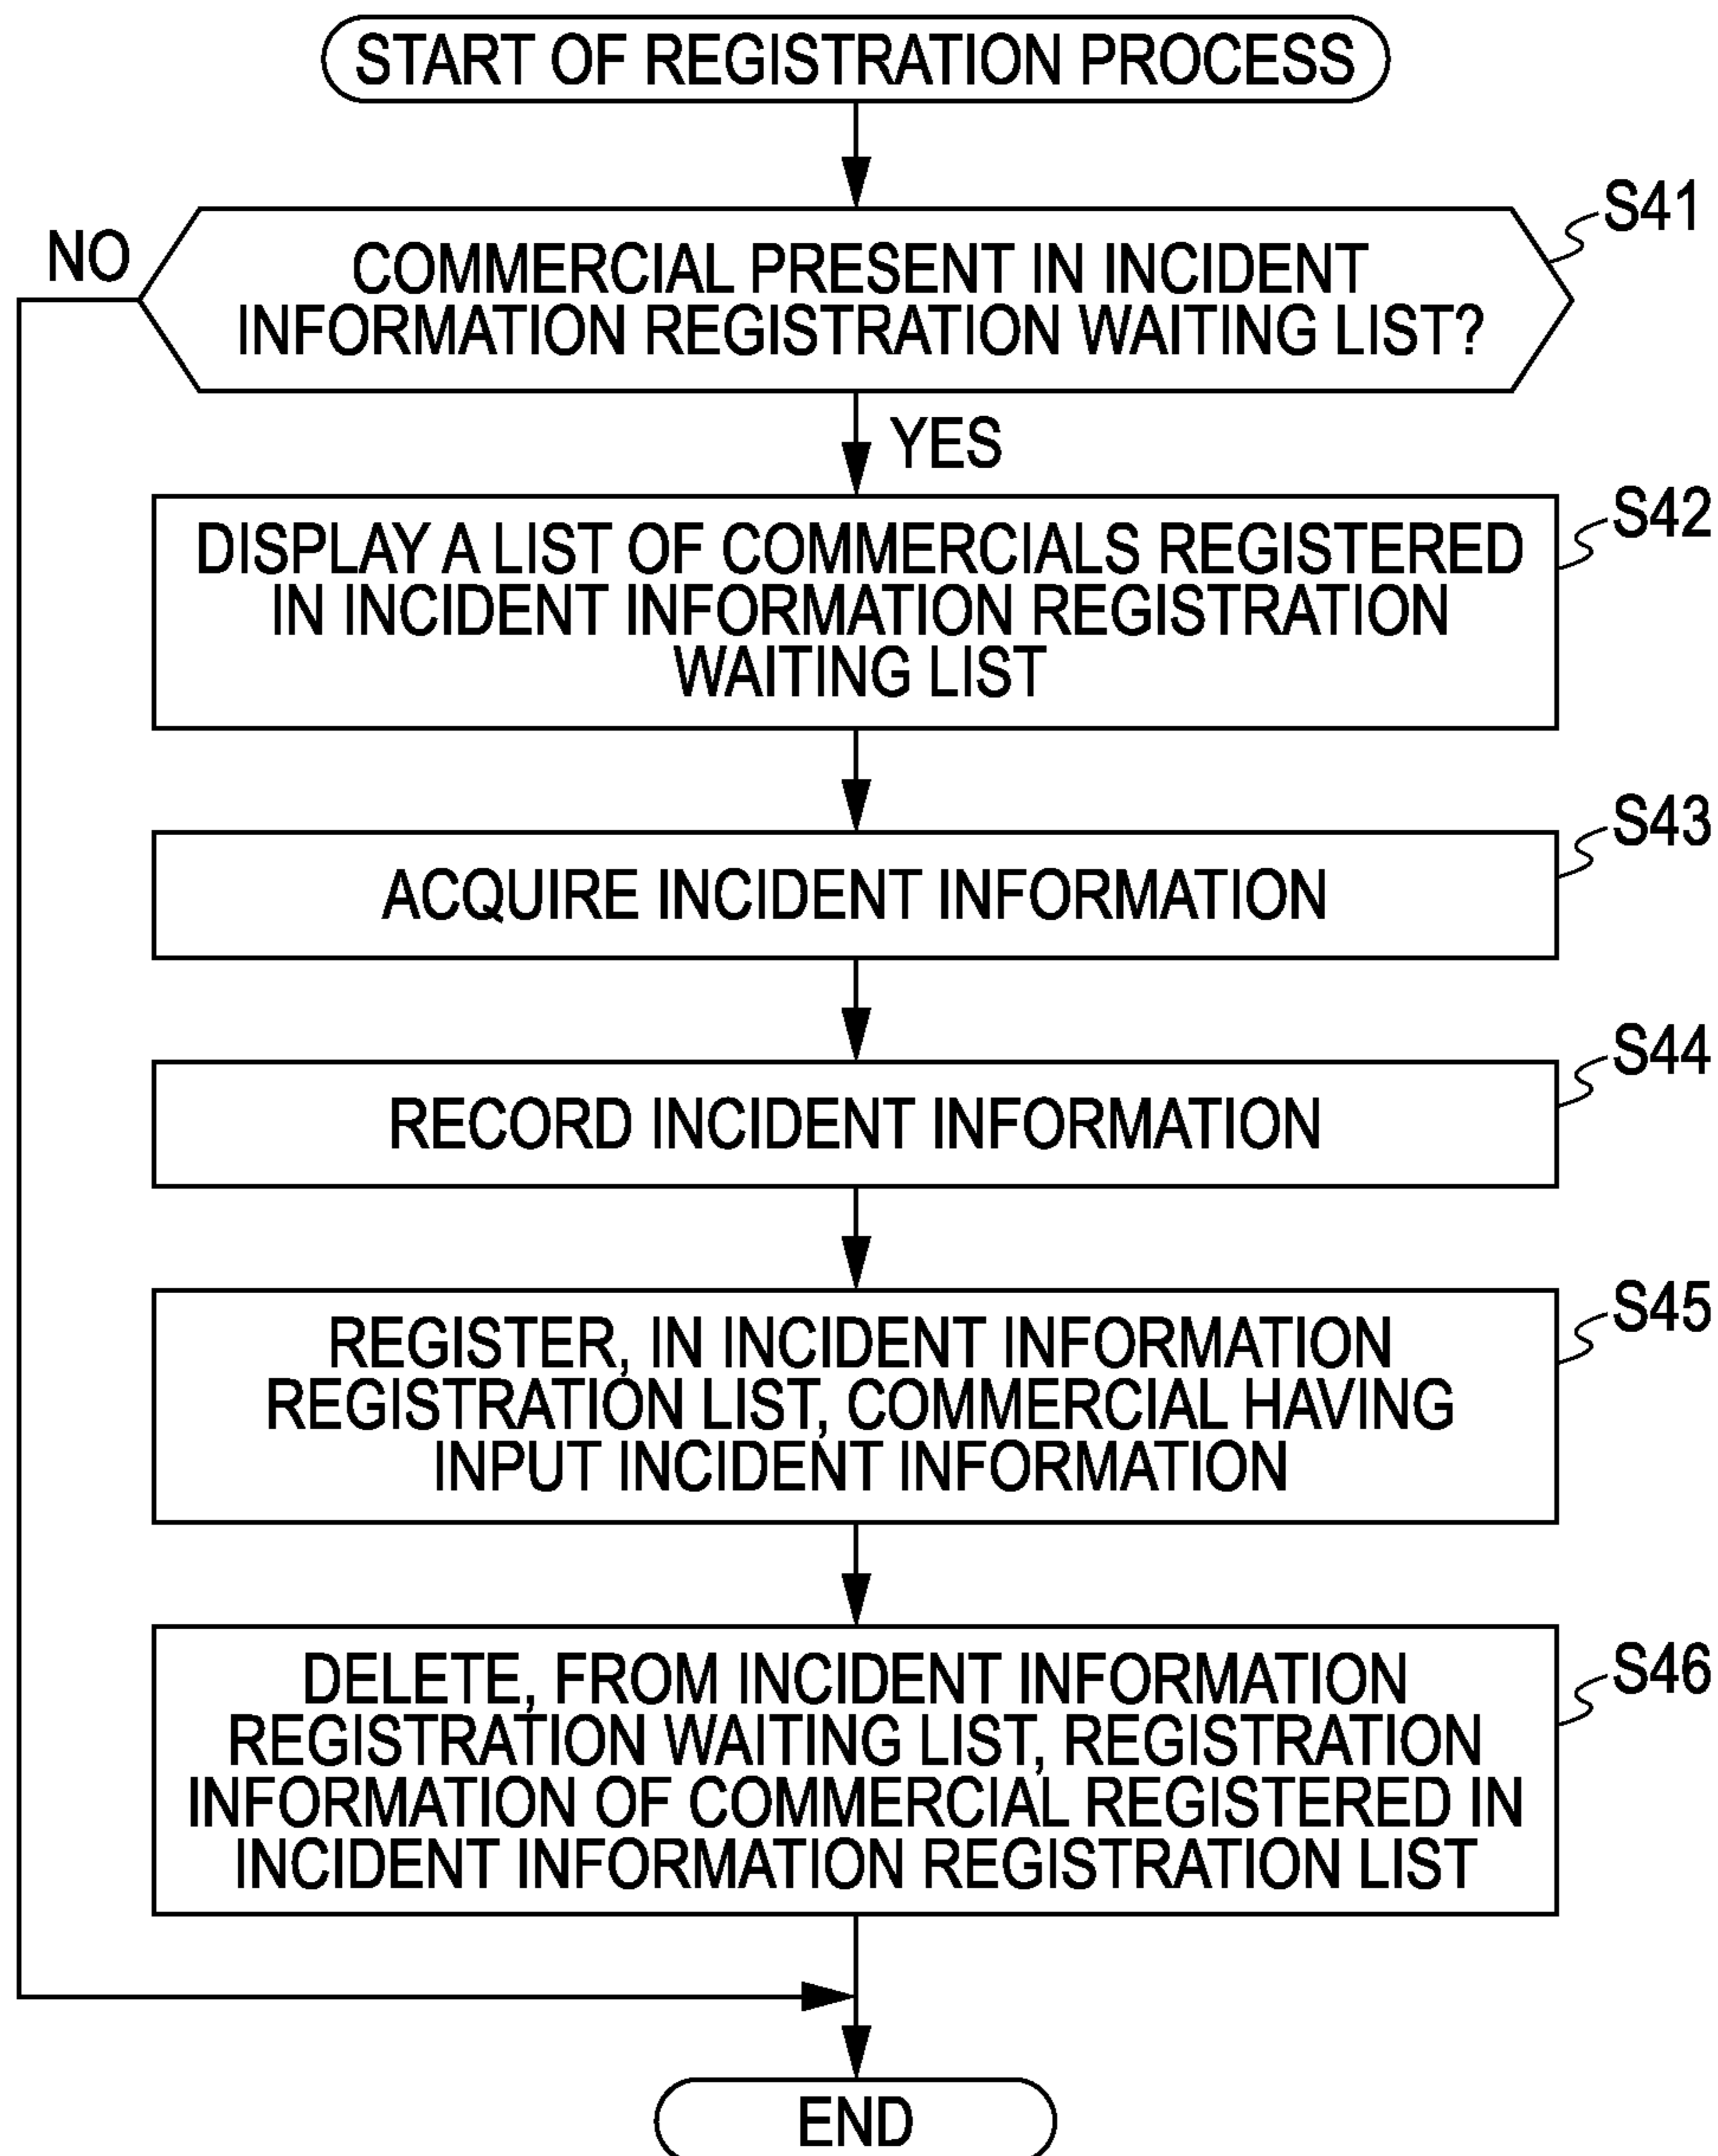 START OF REGISTRATION PROCESS
S41
NO
COMMERCIAL PRESENT IN INCIDENT
INFORMATION REGISTRATION WAITING LIST?
YES
S42
DISPLAY A LIST OF COMMERCIALS REGISTERED
IN INCIDENT INFORMATION REGISTRATION
WAITING LIST
S43
ACQUIRE INCIDENT INFORMATION
S44
RECORD INCIDENT INFORMATION
S45
REGISTER, IN INCIDENT INFORMATION
REGISTRATION LIST, COMMERCIAL HAVING
INPUT INCIDENT INFORMATION
S46
DELETE, FROM INCIDENT INFORMATION
REGISTRATION WAITING LIST, REGISTRATION
INFORMATION OF COMMERCIAL REGISTERED IN
INCIDENT INFORMATION REGISTRATION LIST
END